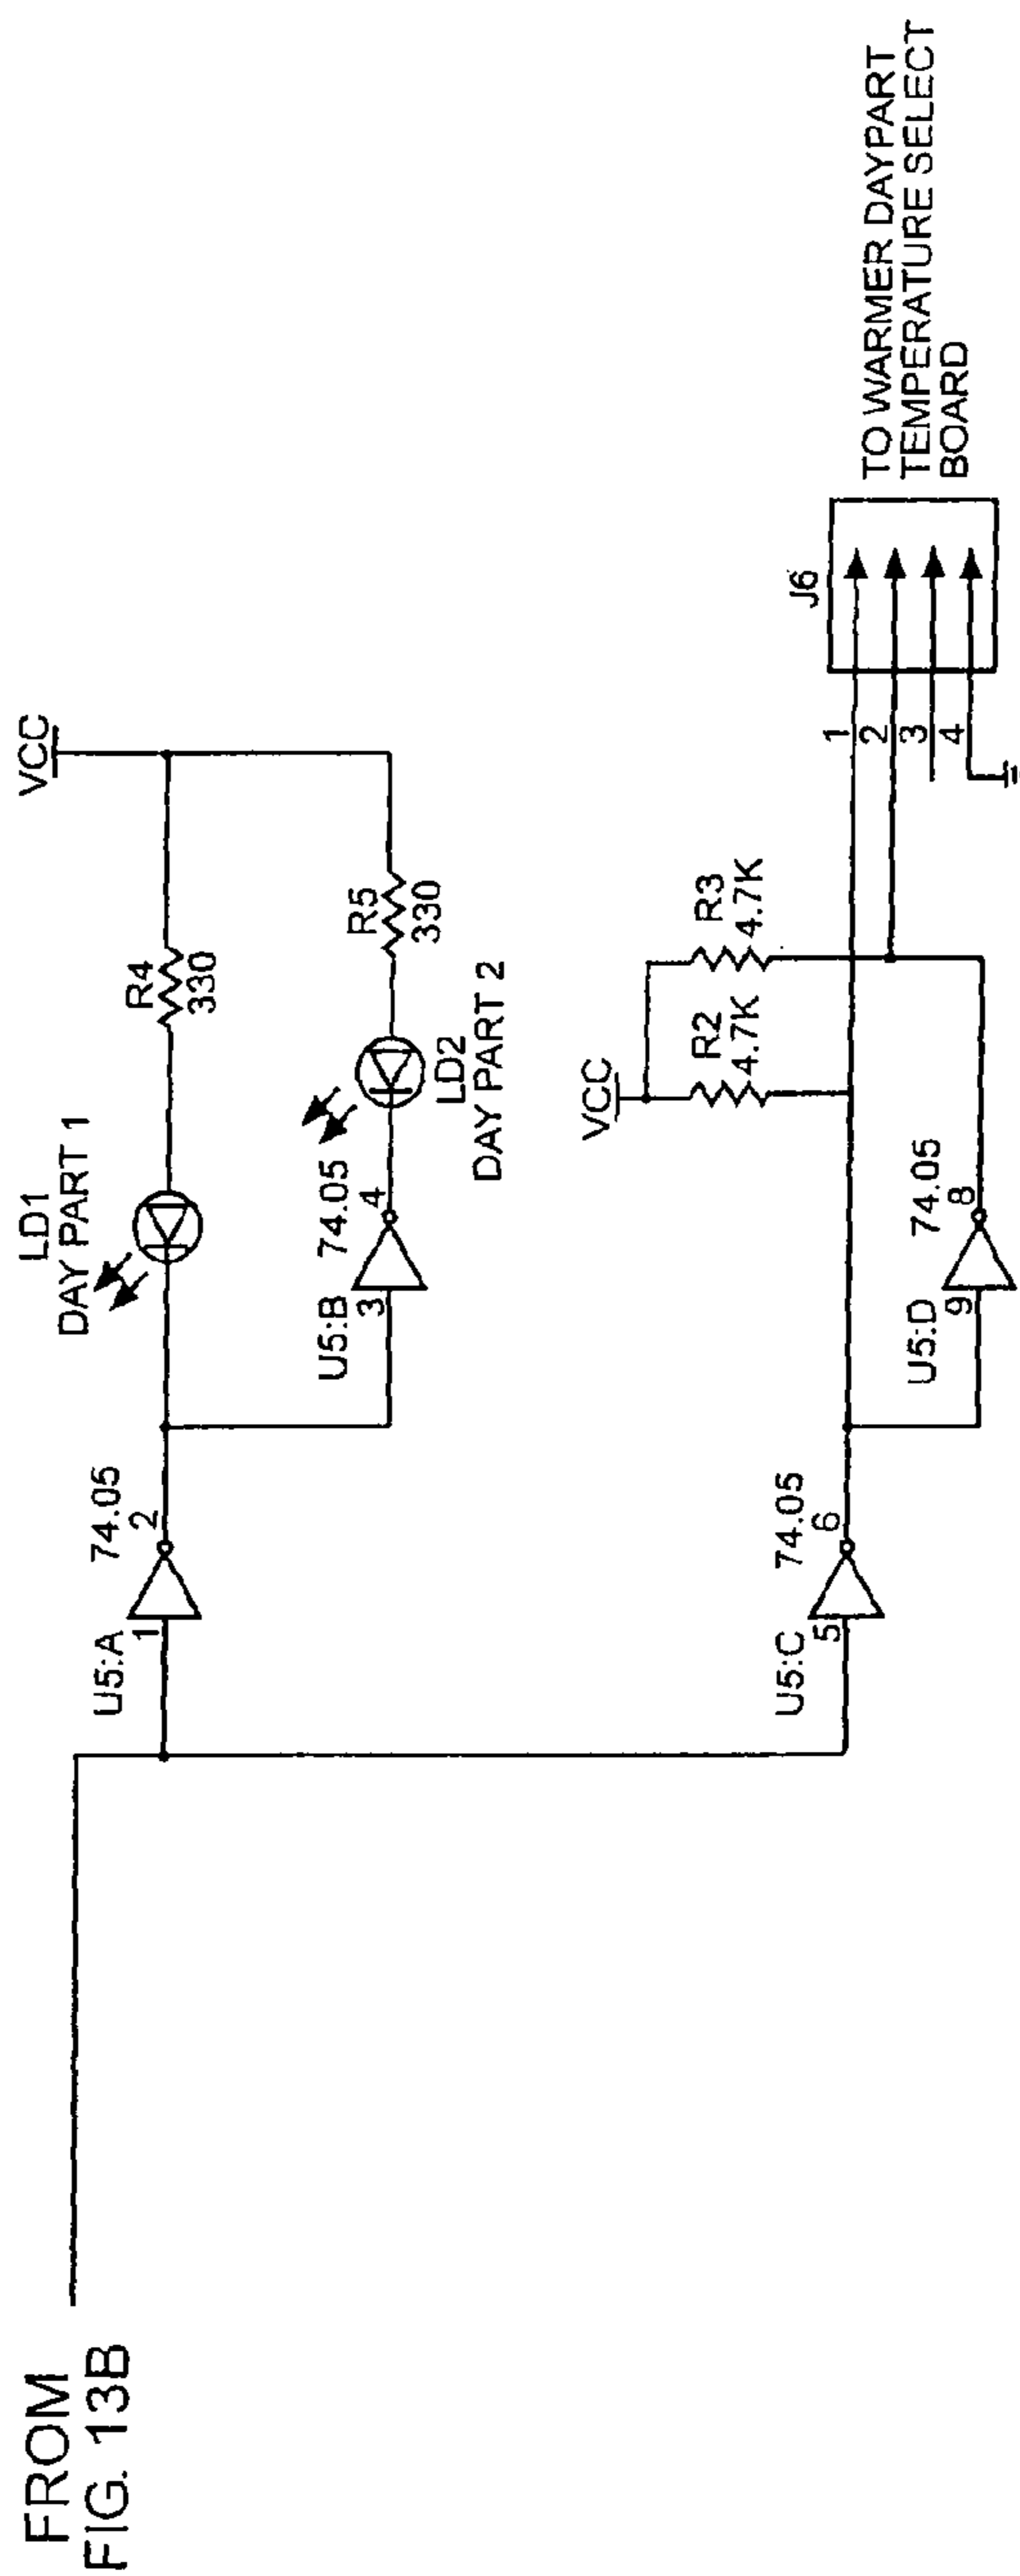 FROM
FIG. 13B
U5:A
1
74.05
2
LD1
DAY PART 1
R4
330
VCC
U5:B
3
74.05
4
LD2
DAY PART 2
R5
330
U5:C
5
74.05
6
U5:D
9
74.05
8
VCC
R2
4.7K
R3
4.7K
1
2
3
4
J6
TO WARMER DAYPART
TEMPERATURE SELECT
BOARD